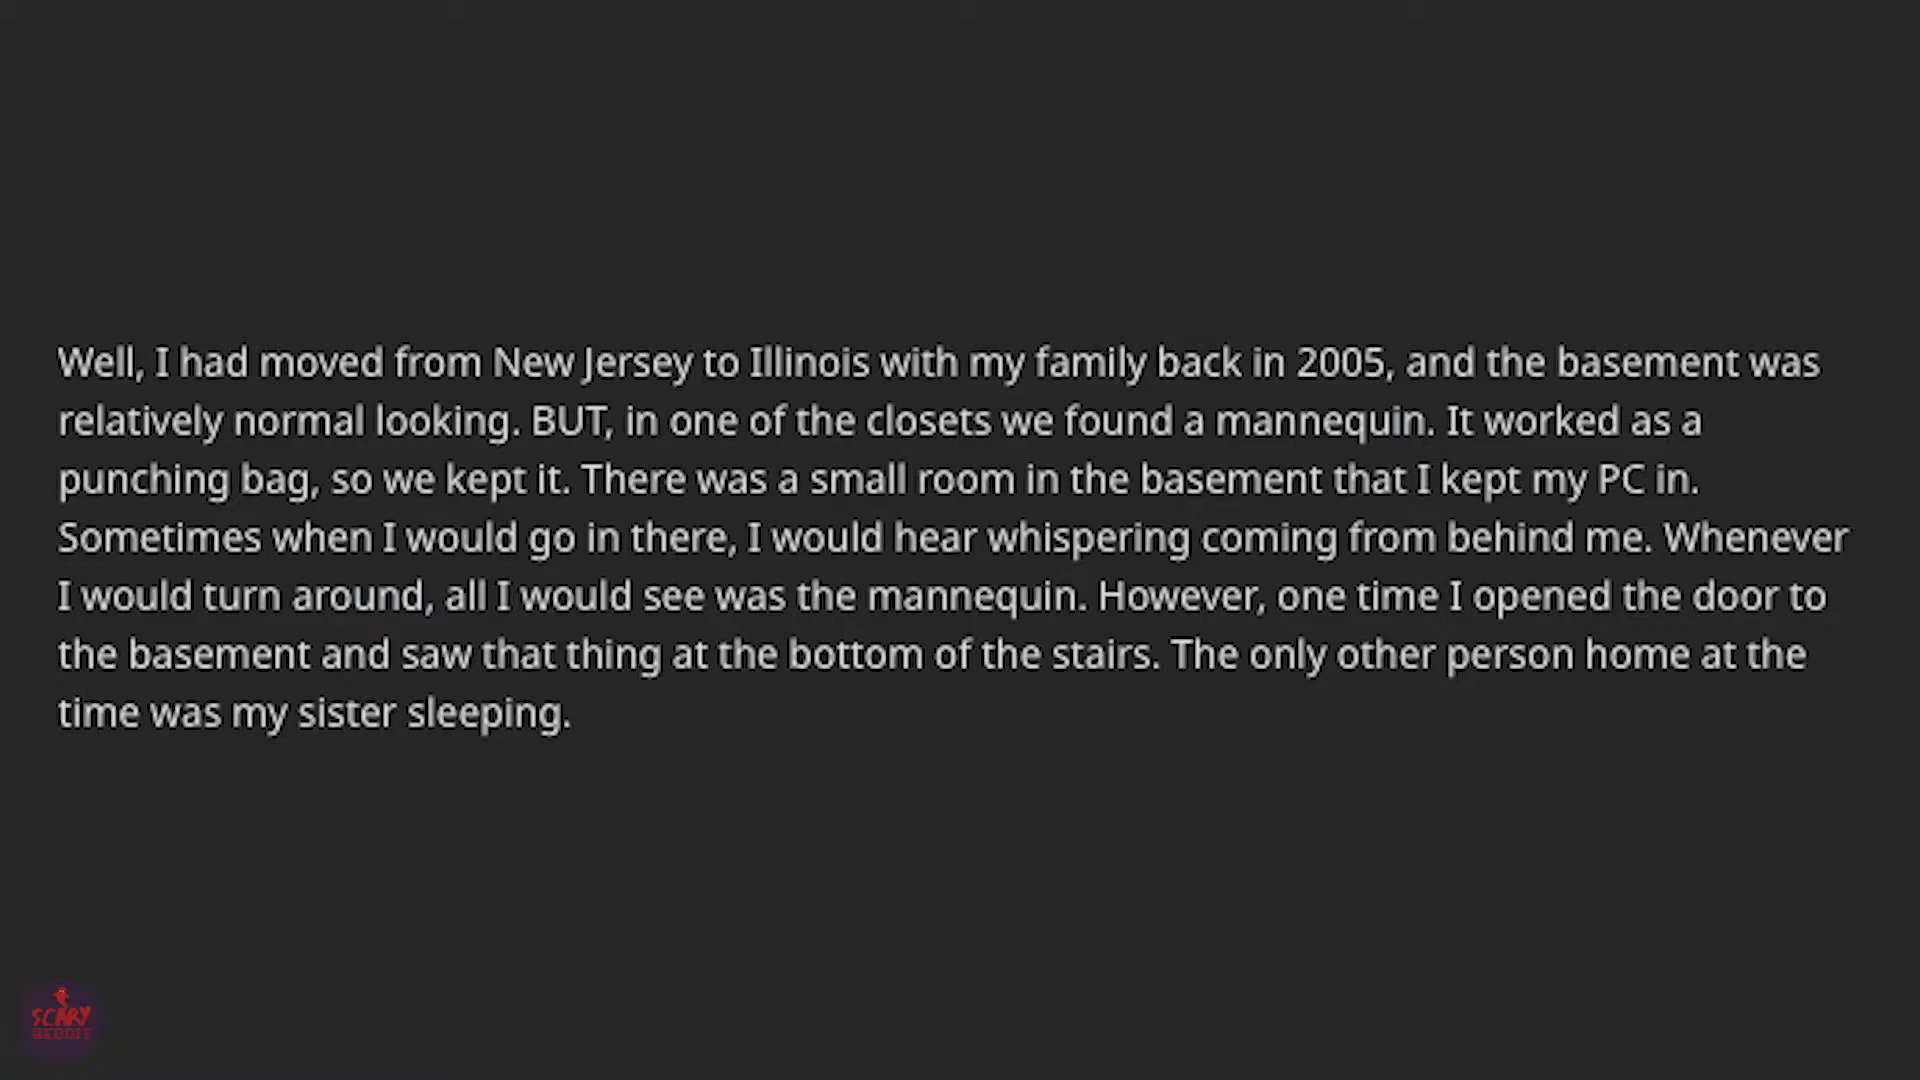 Well, I had moved from New Jersey to Illinois with my family back in 2005, and the basement was
relatively normal looking. BUT, in one of the closets we found a mannequin. It worked as a
punching bag, so we kept it. There was a small room in the basement that I kept my PC in.
Sometimes when I would go in there, I would hear whispering coming from behind me. Whenever
I would turn around, all I would see was the mannequin. However, one time I opened the door to
the basement and saw that thing at the bottom of the stairs. The only other person home at the
time was my sister sleeping.
SCARY
REDDIT